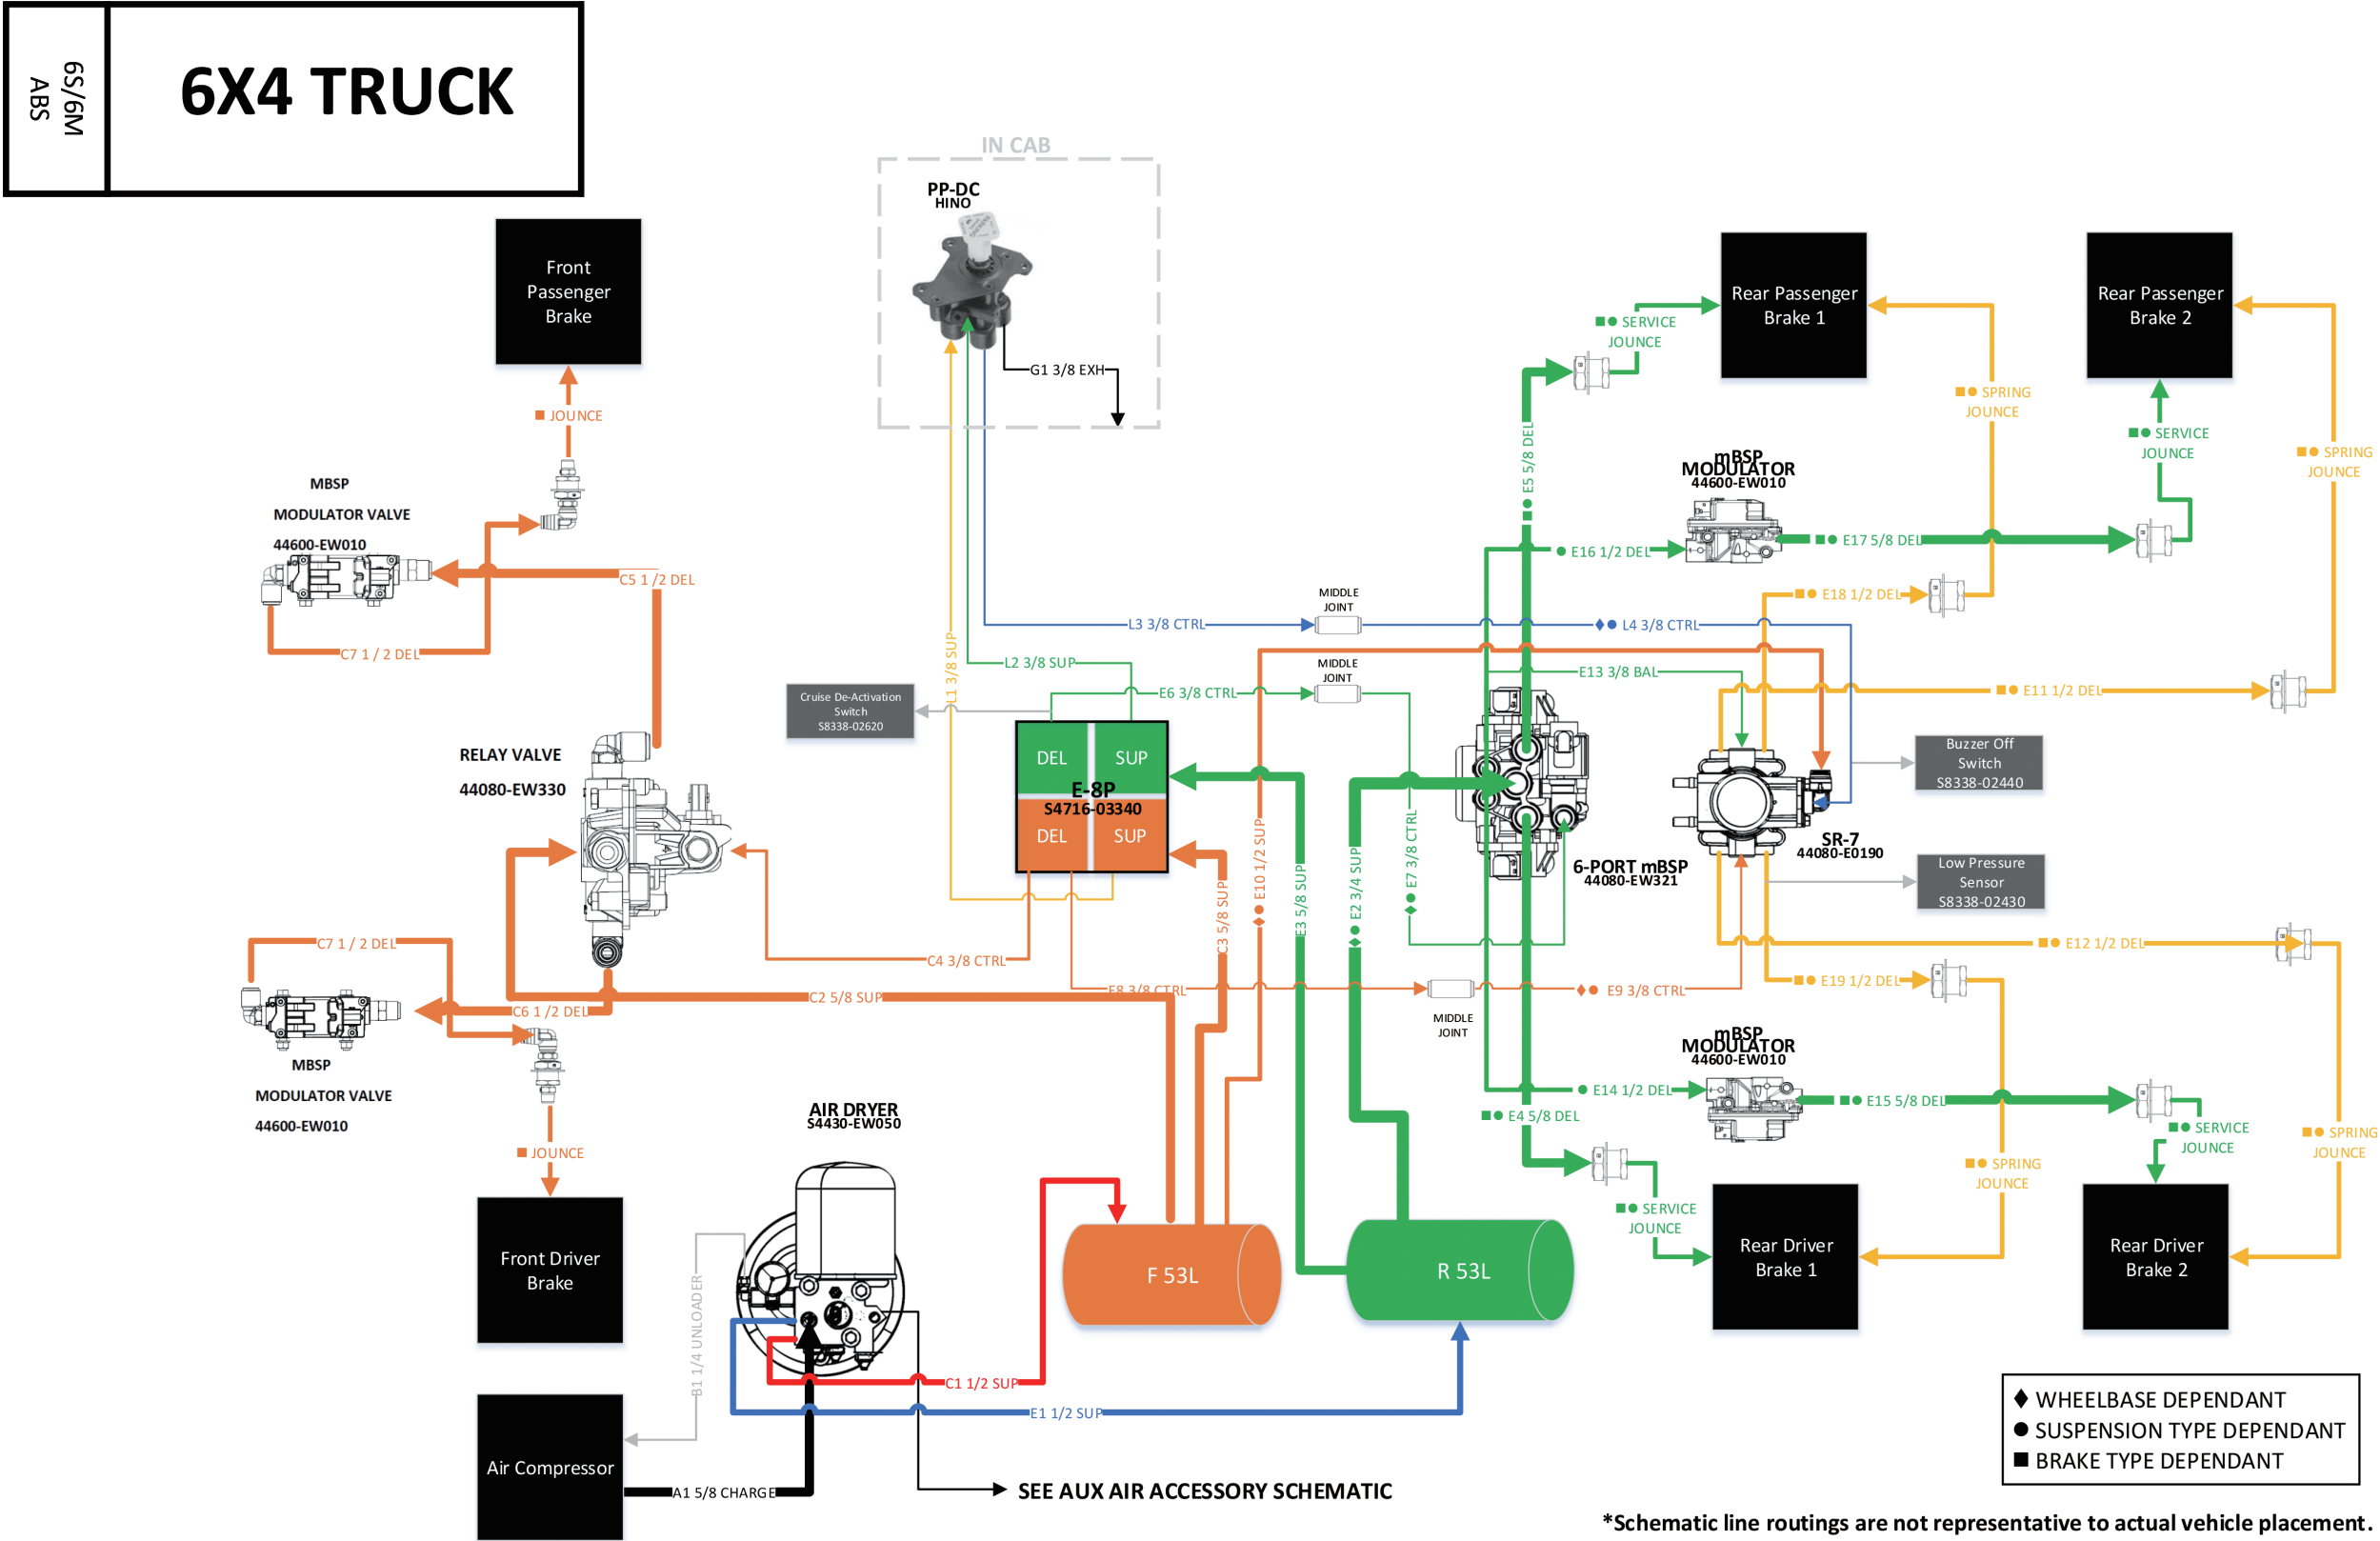 6S/6M
ABS
6X4 TRUCK
IN CAB
PP-DC
HINO
G1 3/8 EXH
Front
Passenger
Brake
JOUNCE
MBSP
MODULATOR VALVE
44600-EW010
C5 1 /2 DEL
C7 1 / 2 DEL
RELAY VALVE
44080-EW330
C7 1 / 2 DEL
C6 1 /2 DEL
MBSP
MODULATOR VALVE
44600-EW010
JOUNCE
Front Driver
Brake
Air Compressor
A1 5/8 CHARGE
B1 1/4 UNLOADER
AIR DRYER
S4430-EW050
C1 1/2 SUP
E1 1/2 SUP
SEE AUX AIR ACCESSORY SCHEMATIC
Cruise De-Activation
Switch
S8338-02620
L1 3/8 SUP
L2 3/8 SUP
L3 3/8 CTRL
MIDDLE
JOINT
● L4 3/8 CTRL
E6 3/8 CTRL
MIDDLE
JOINT
DEL
SUP
E-8P
S4716-03340
DEL
SUP
C4 3/8 CTRL
C2 5/8 SUP
E8 3/8 CTRL
MIDDLE
JOINT
◆● E9 3/8 CTRL
C3 5/8 SUP
◆● E10 1/2 SUP
E3 5/8 SUP
◆● E2 3/4 SUP
◆● E7 3/8 CTRL
F 53L
R 53L
■● E5 5/8 DEL
■● SERVICE
JOUNCE
Rear Passenger
Brake 1
Rear Passenger
Brake 2
■● SPRING
JOUNCE
■● SERVICE
JOUNCE
■● SPRING
JOUNCE
mBSP
MODULATOR
44600-EW010
● E16 1/2 DEL
■● E17 5/8 DEL
■● E18 1/2 DEL
E13 3/8 BAL
■● E11 1/2 DEL
6-PORT mBSP
44080-EW321
SR-7
44080-E0190
Buzzer Off
Switch
S8338-02440
Low Pressure
Sensor
S8338-02430
■● E12 1/2 DEL
■● E19 1/2 DEL
mBSP
MODULATOR
44600-EW010
● E14 1/2 DEL
■● E15 5/8 DEL
■● E4 5/8 DEL
■● SERVICE
JOUNCE
■● SPRING
JOUNCE
■● SERVICE
JOUNCE
■● SPRING
JOUNCE
Rear Driver
Brake 1
Rear Driver
Brake 2
◆ WHEELBASE DEPENDANT
● SUSPENSION TYPE DEPENDANT
■ BRAKE TYPE DEPENDANT
*Schematic line routings are not representative to actual vehicle placement.